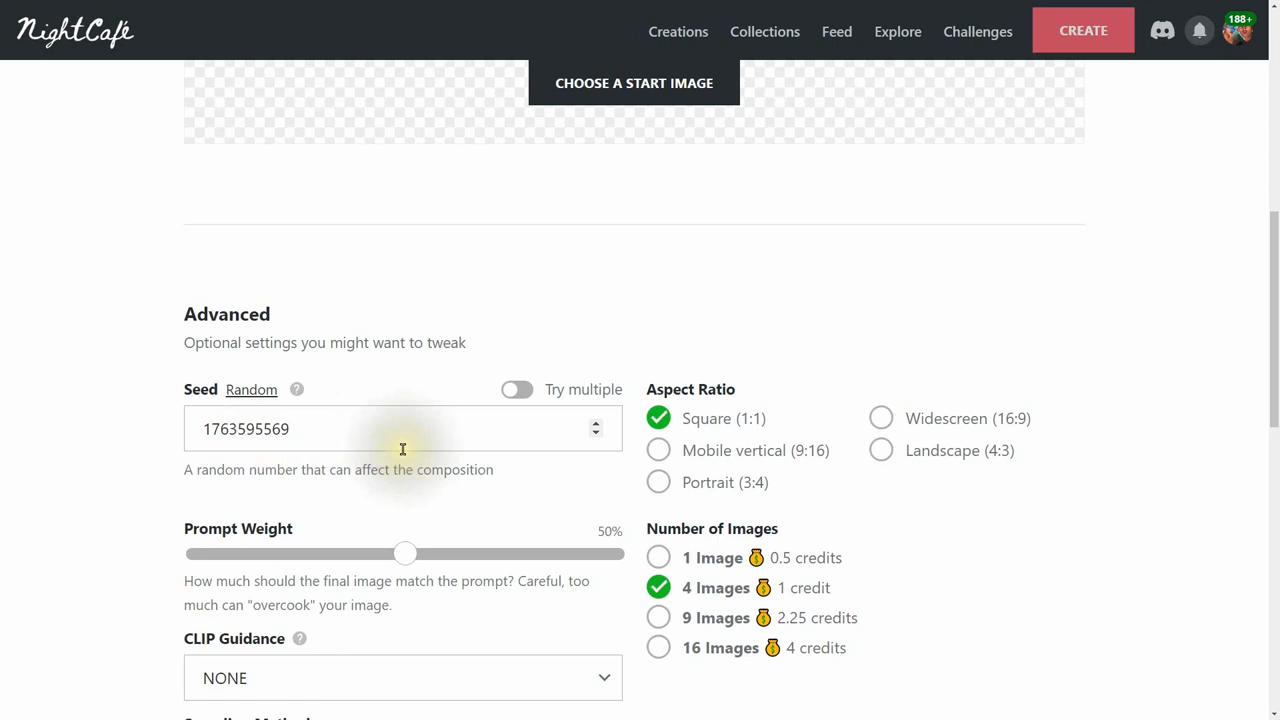 NightCafé
Creations Collections Feed Explore Challenges CREATE 188+
CHOOSE A START IMAGE
Advanced
Optional settings you might want to tweak
Seed Random ? Try multiple
1763595569
A random number that can affect the composition
Aspect Ratio
Square (1:1) Widescreen (16:9)
Mobile vertical (9:16) Landscape (4:3)
Portrait (3:4)
Prompt Weight 50%
How much should the final image match the prompt? Careful, too
much can "overcook" your image.
Number of Images
1 Image 0.5 credits
4 Images 1 credit
9 Images 2.25 credits
16 Images 4 credits
CLIP Guidance ?
NONE